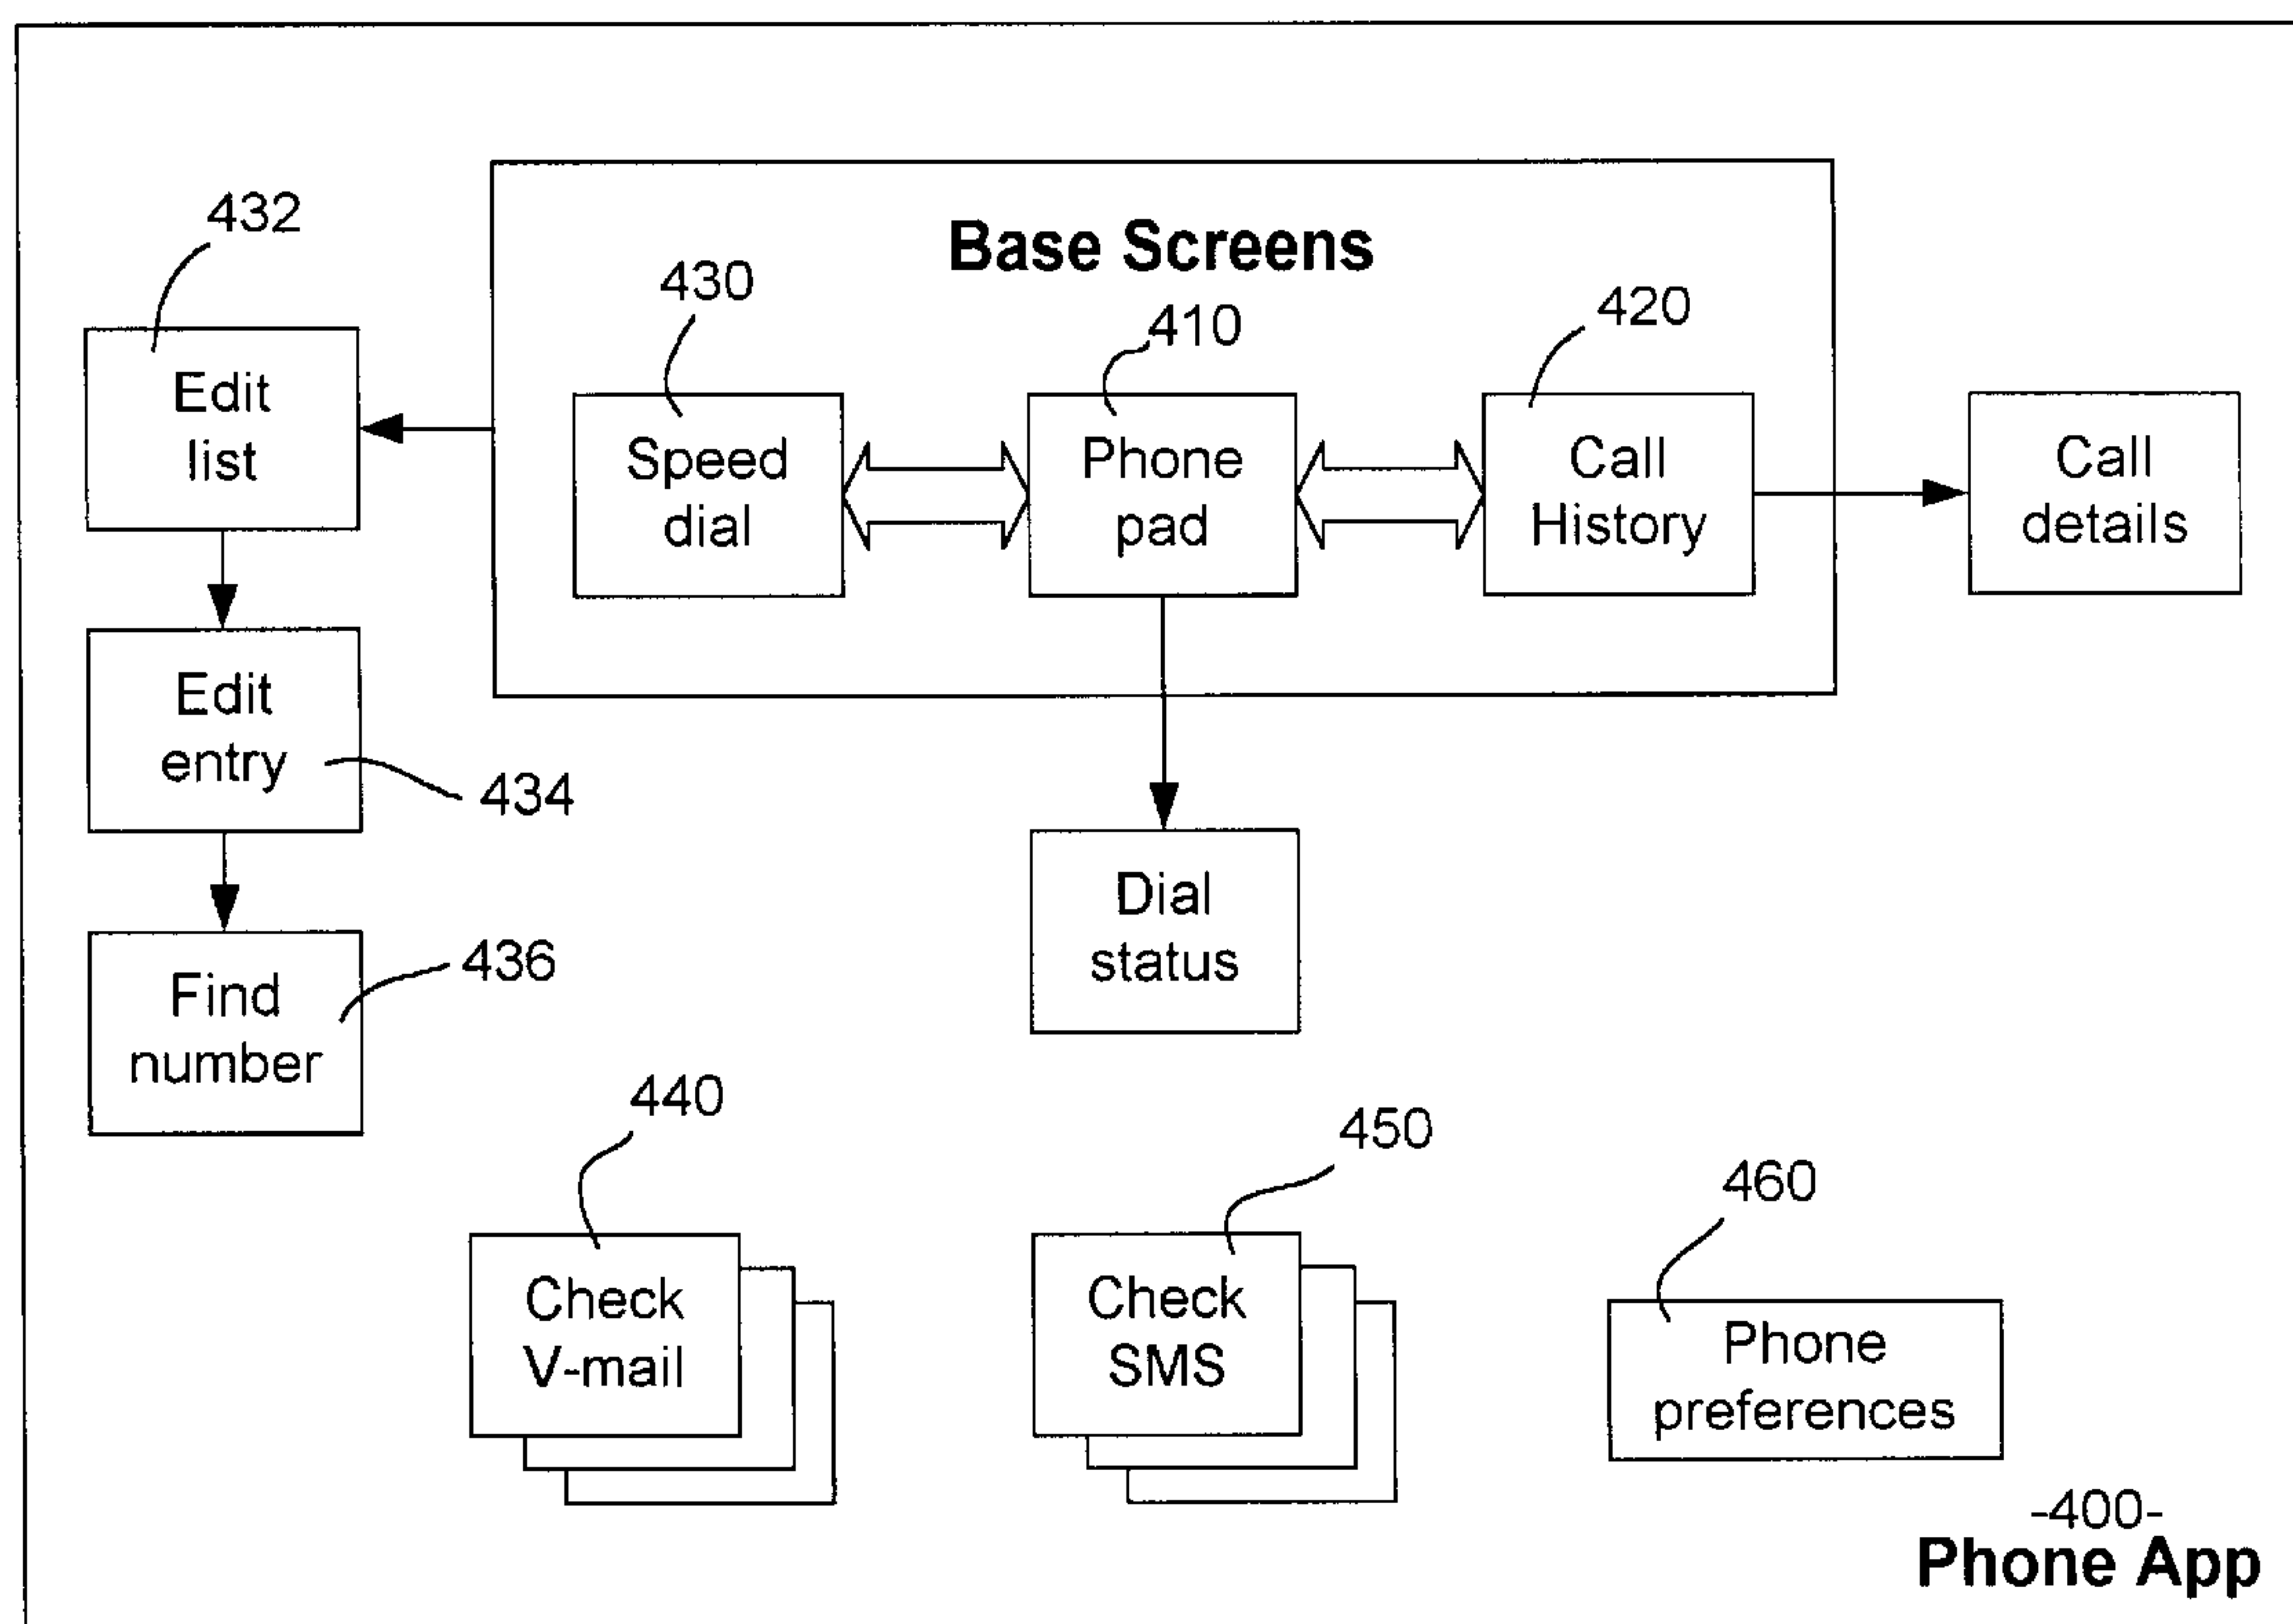 432
Base Screens
430
410
420
Edit
list
Speed
dial
Phone
pad
Call
History
Call
details
Edit
entry
434
Dial
status
Find
number
436
440
450
460
Check
V-mail
Check
SMS
Phone
preferences
-400-
Phone App